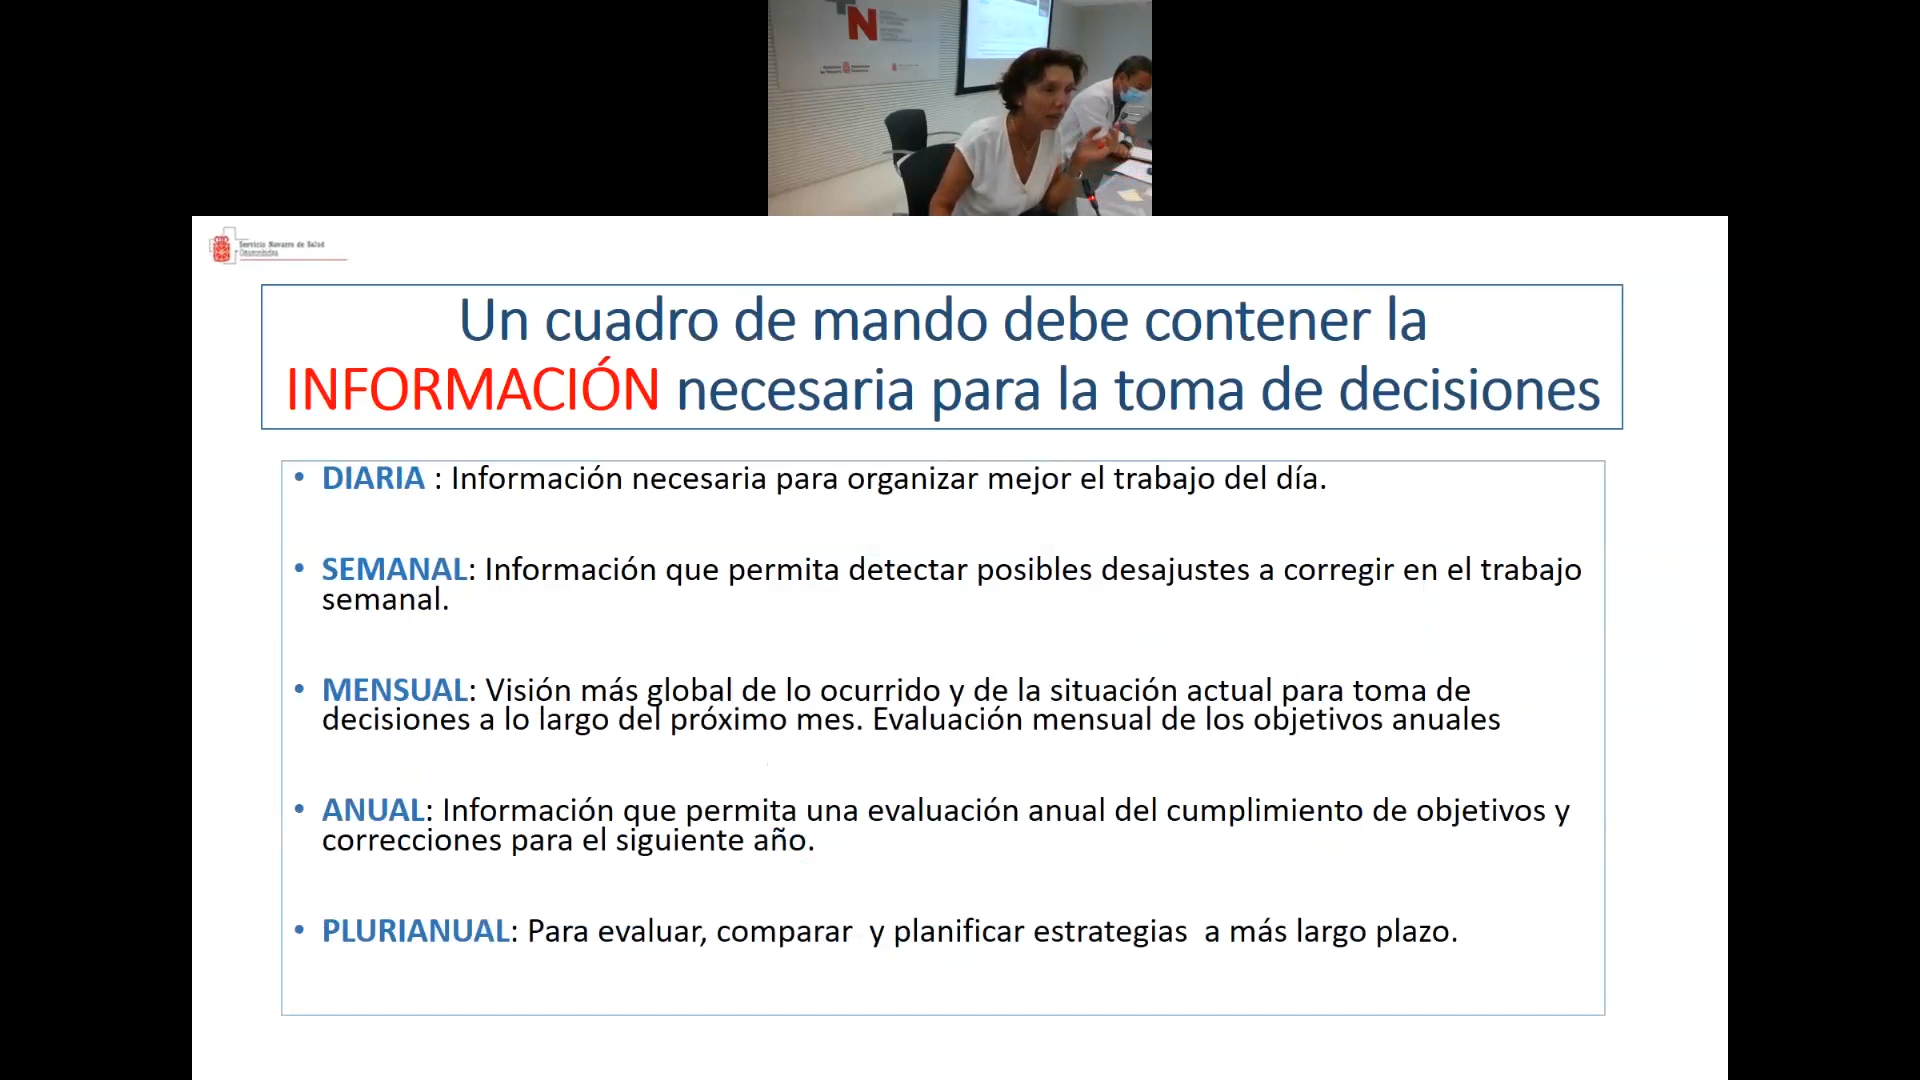 N
Servicio Navarro de Salud
Osasunbidea
Un cuadro de mando debe contener la
INFORMACIÓN necesaria para la toma de decisiones
• DIARIA : Información necesaria para organizar mejor el trabajo del día.
• SEMANAL: Información que permita detectar posibles desajustes a corregir en el trabajo
semanal.
• MENSUAL: Visión más global de lo ocurrido y de la situación actual para toma de
decisiones a lo largo del próximo mes. Evaluación mensual de los objetivos anuales
• ANUAL: Información que permita una evaluación anual del cumplimiento de objetivos y
correcciones para el siguiente año.
• PLURIANUAL: Para evaluar, comparar  y planificar estrategias  a más largo plazo.